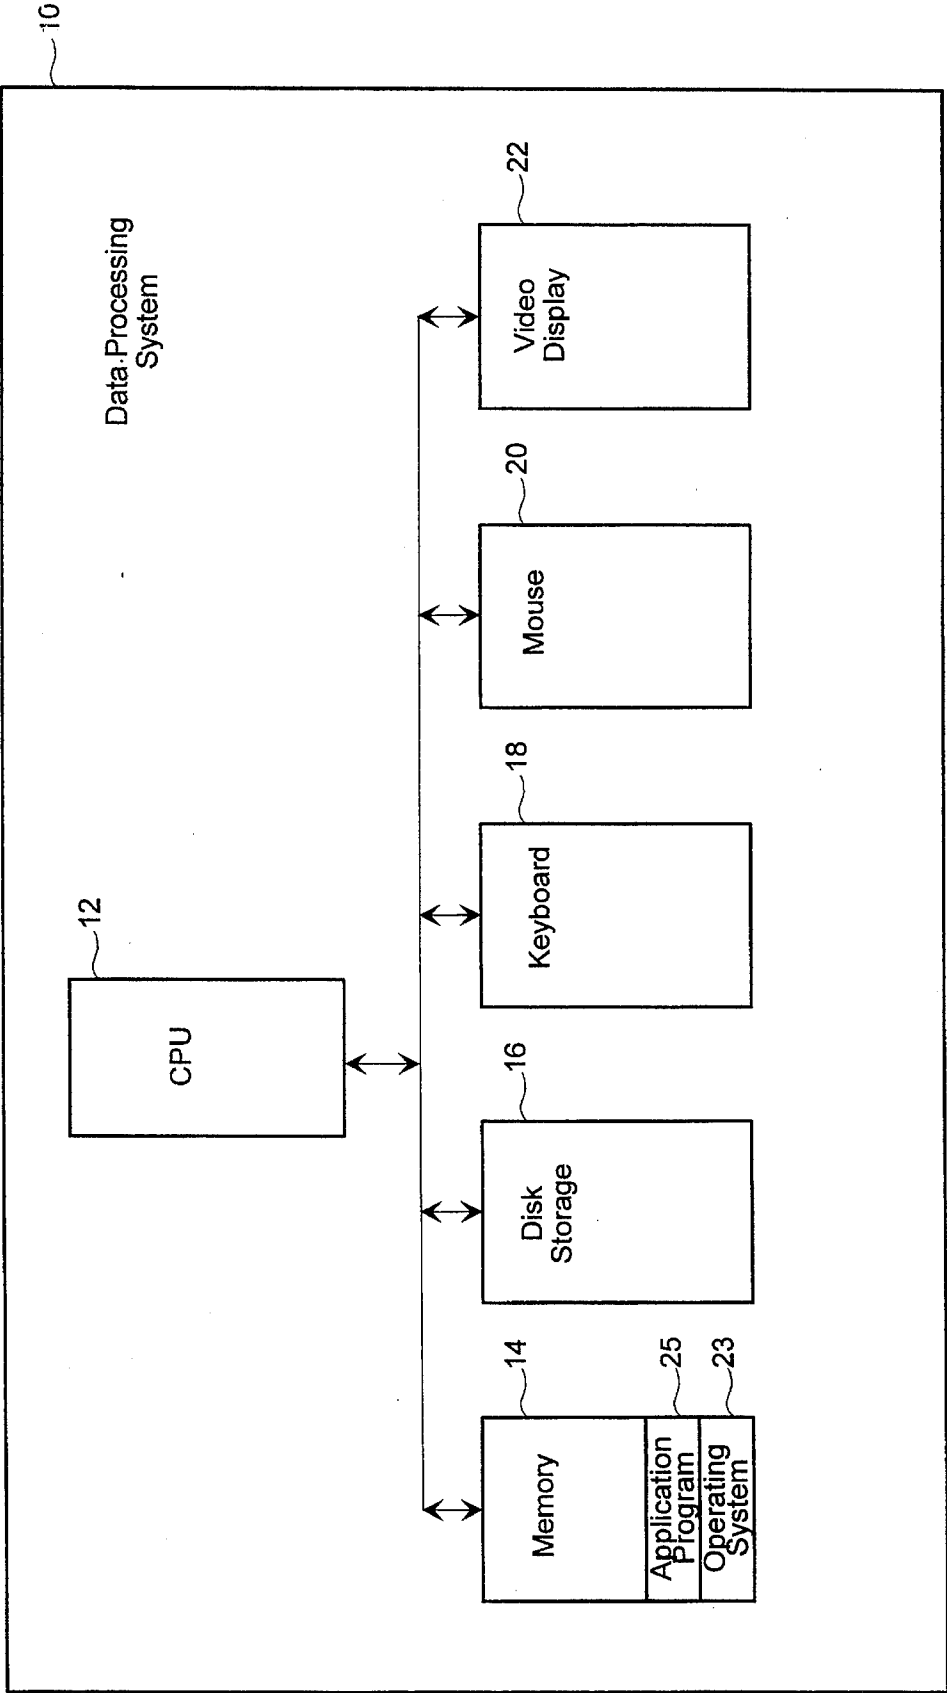 10
Data Processing
System
12
CPU
14
Memory
25
Application
Program
23
Operating
System
16
Disk
Storage
18
Keyboard
20
Mouse
22
Video
Display